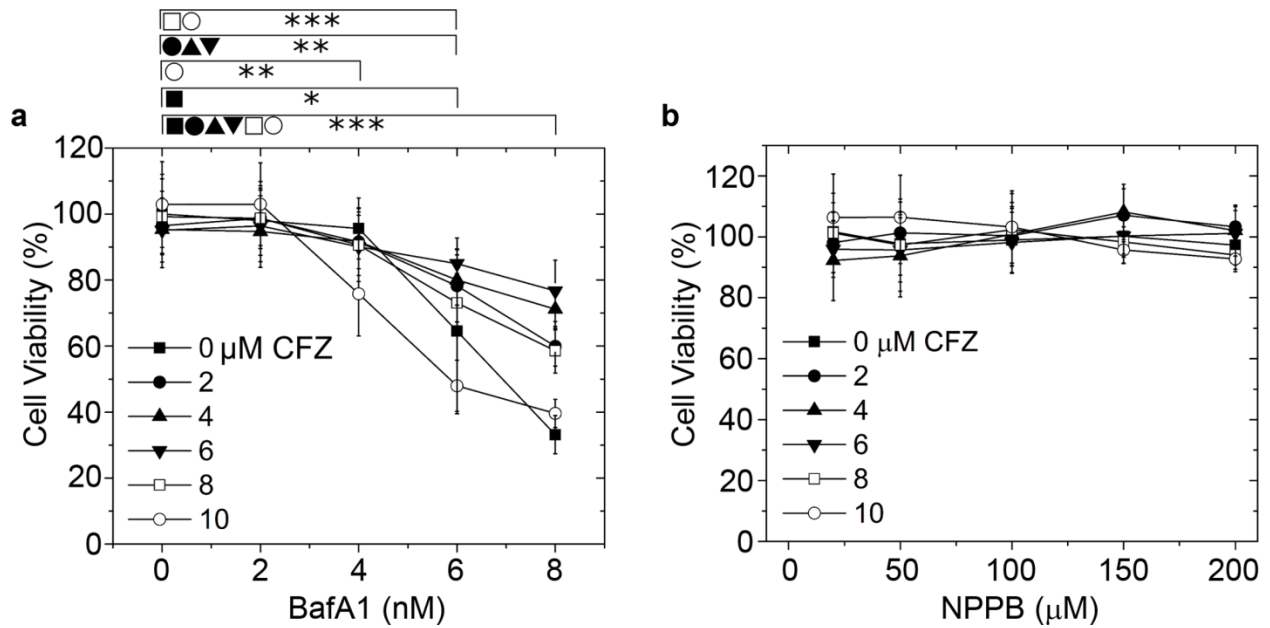 ***
**
**
*
***
a
b
120
100
80
60
40
20
0
Cell Viability (%)
0 µM CFZ
2
4
6
8
10
0 2 4 6 8
BafA1 (nM)
120
100
80
60
40
20
0
Cell Viability (%)
0 μM CFZ
2
4
6
8
10
0 50 100 150 200
NPPB (μM)